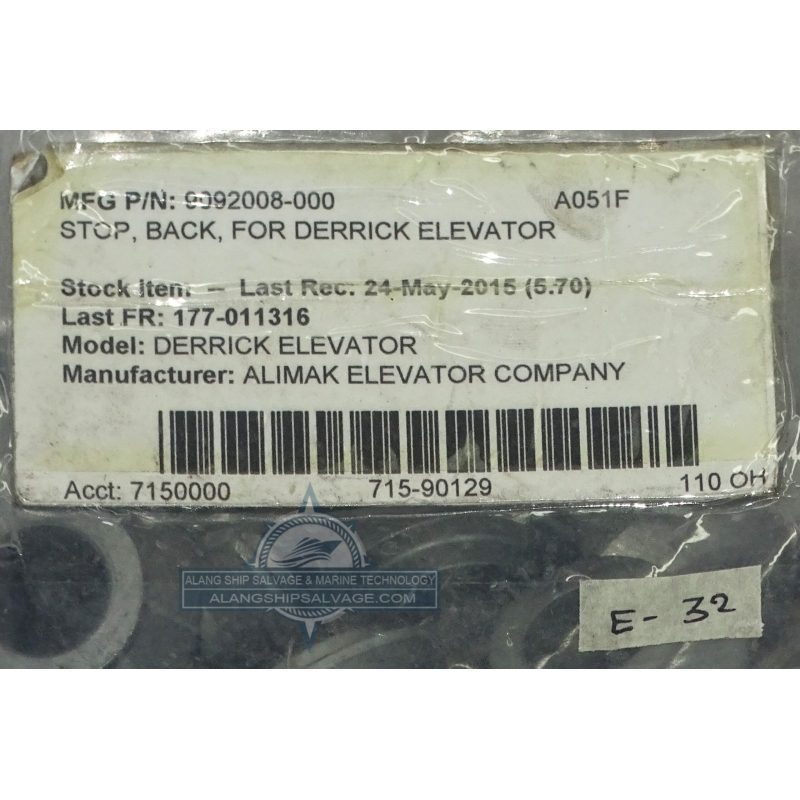 MFG P/N: 9092008-000 A051F
STOP, BACK, FOR DERRICK ELEVATOR
Stock Item: — Last Rec: 24-May-2015 (5.70)
Last FR: 177-011316
Model: DERRICK ELEVATOR
Manufacturer: ALIMAK ELEVATOR COMPANY
Acct: 7150000 715-90129 110 OH
ALANG SHIP SALVAGE & MARINE TECHNOLOGY
ALANGSHIPSALVAGE.COM
E- 32